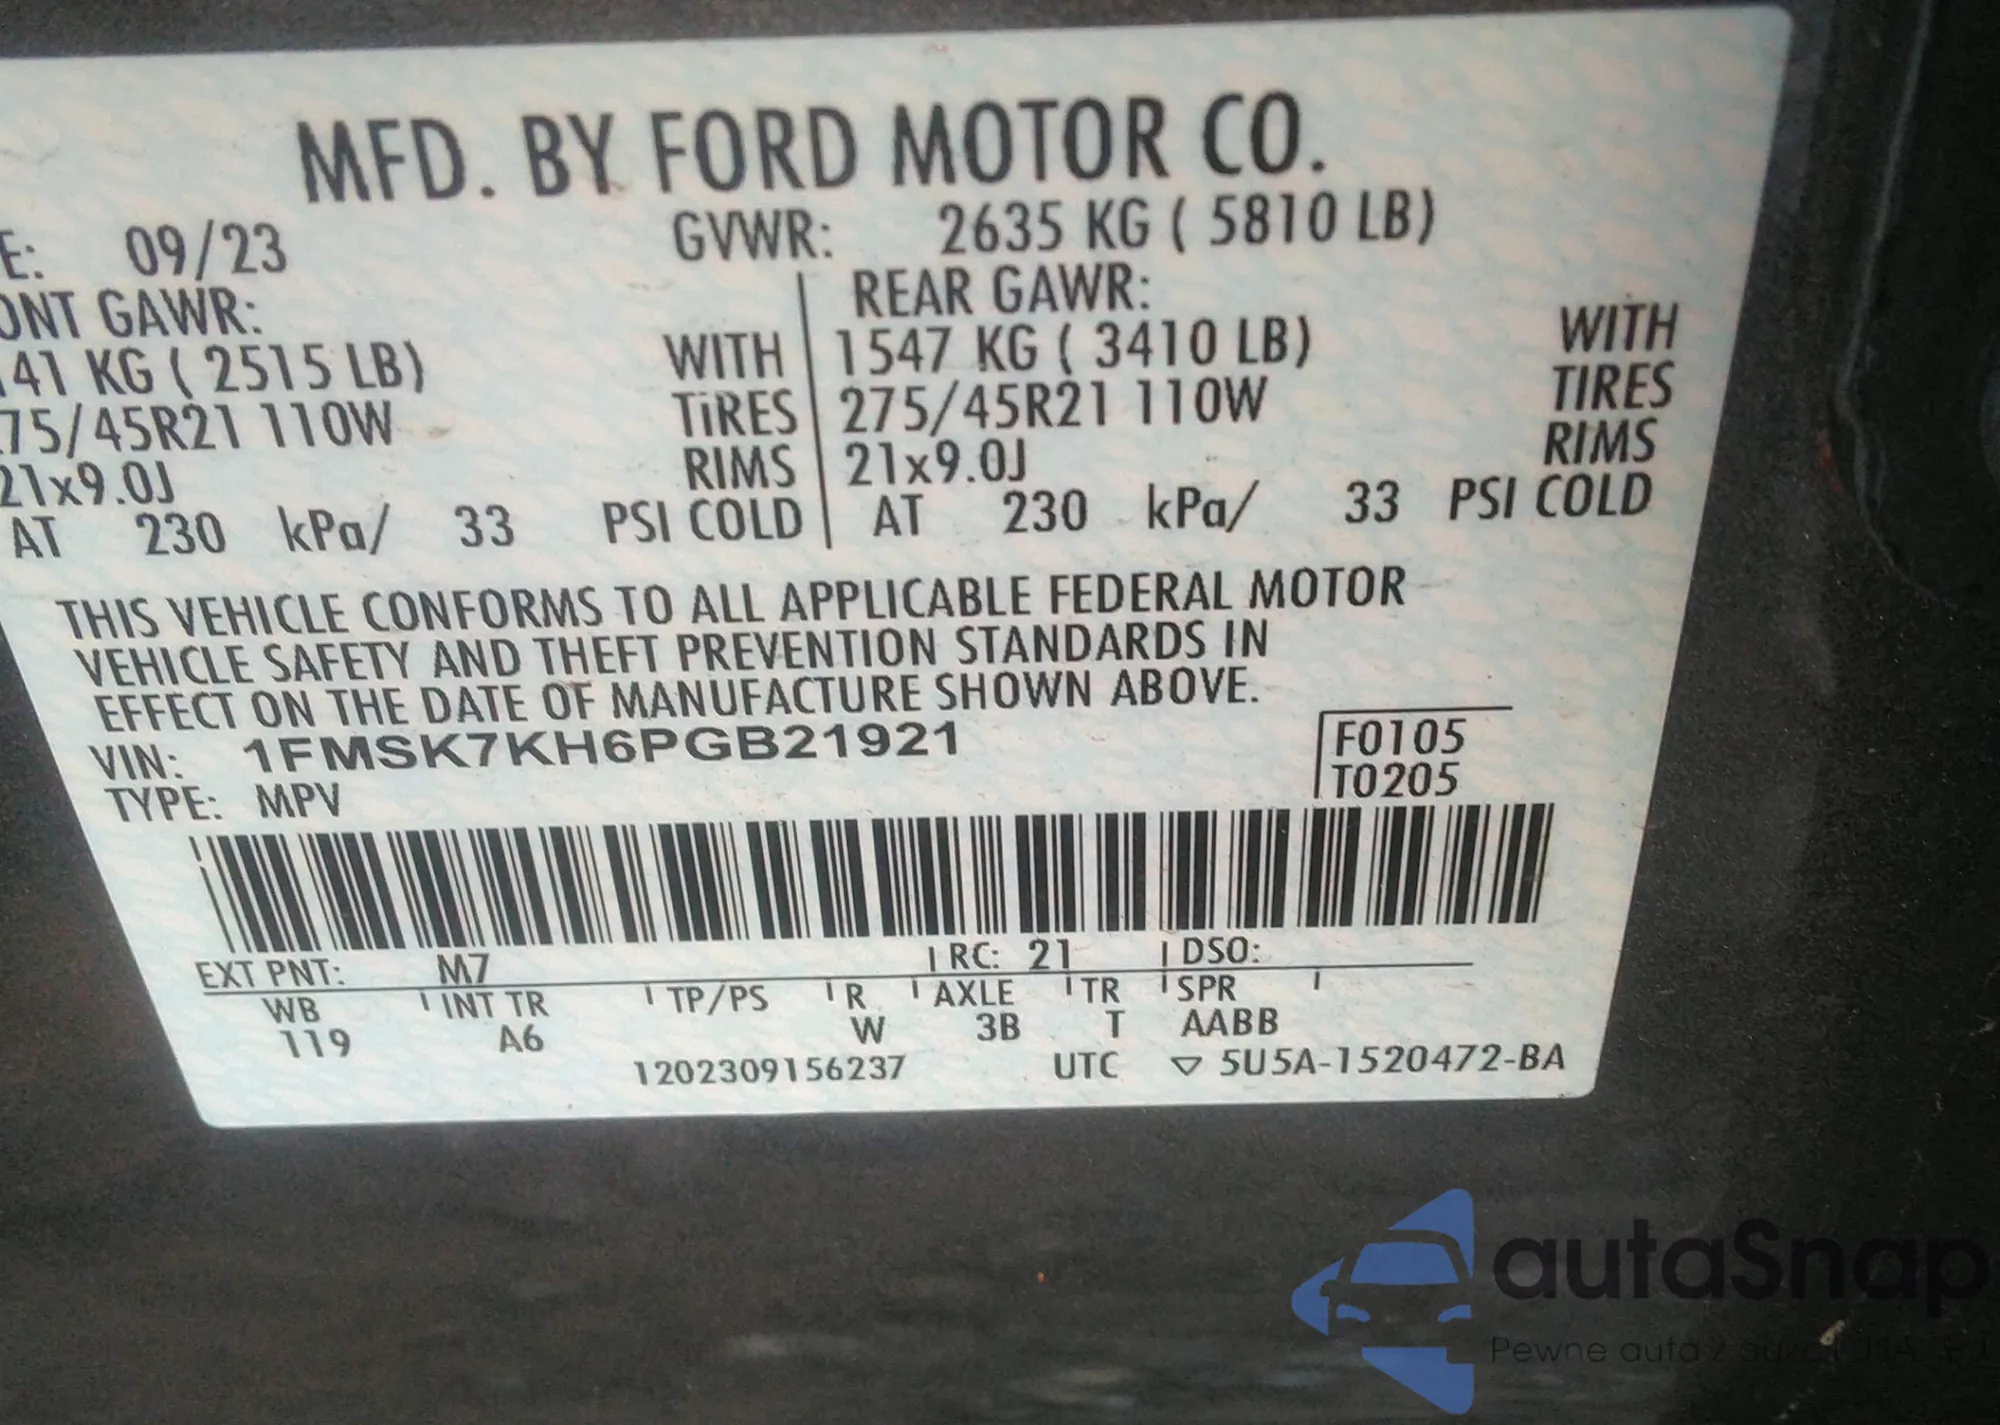 MFD. BY FORD MOTOR CO.
E: 09/23 GVWR: 2635 KG ( 5810 LB)
ONT GAWR: REAR GAWR:
141 KG ( 2515 LB) WITH 1547 KG ( 3410 LB) WITH
275/45R21 110W TIRES 275/45R21 110W TIRES
21x9.0J RIMS 21x9.0J RIMS
AT 230 kPa/ 33 PSI COLD AT 230 kPa/ 33 PSI COLD
THIS VEHICLE CONFORMS TO ALL APPLICABLE FEDERAL MOTOR
VEHICLE SAFETY AND THEFT PREVENTION STANDARDS IN
EFFECT ON THE DATE OF MANUFACTURE SHOWN ABOVE.
VIN: 1FMSK7KH6PGB21921 F0105
TYPE: MPV T0205
EXT PNT: M7 RC: 21 DSO:
WB INT TR TP/PS R AXLE TR SPR
119 A6 W 3B T AABB
1202309156237 UTC ▽ 5U5A-1520472-BA
autaSnap
Pewne auta z